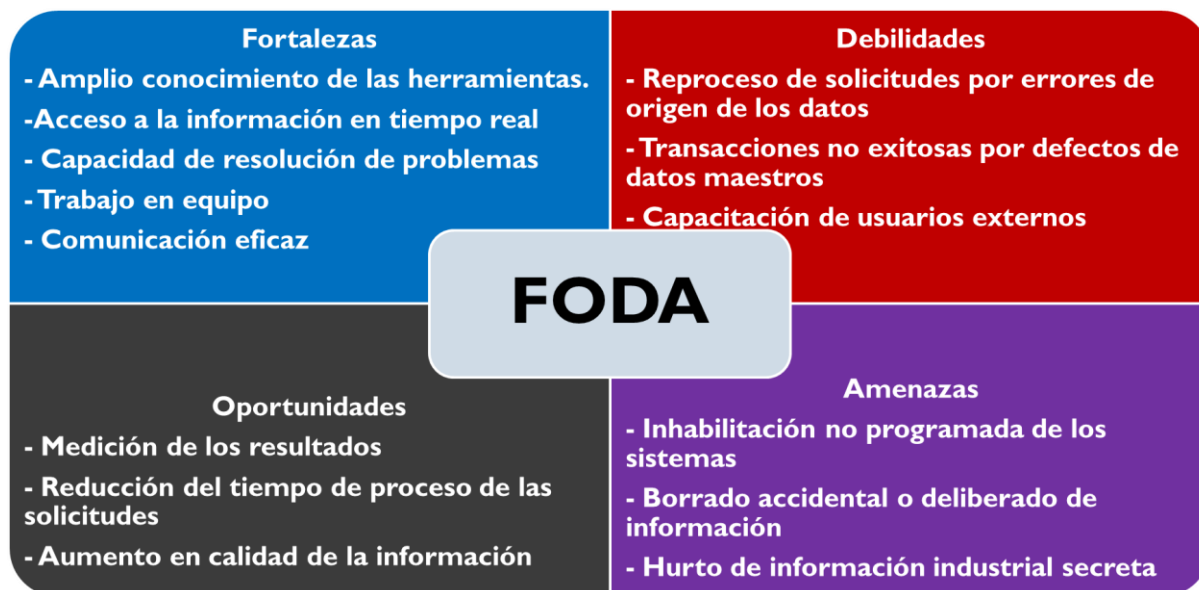 Fortalezas
- Amplio conocimiento de las herramientas.
-Acceso a la información en tiempo real
- Capacidad de resolución de problemas
- Trabajo en equipo
- Comunicación eficaz
Debilidades
- Reproceso de solicitudes por errores de
origen de los datos
- Transacciones no exitosas por defectos de
datos maestros
- Capacitación de usuarios externos
FODA
Oportunidades
- Medición de los resultados
- Reducción del tiempo de proceso de las
solicitudes
- Aumento en calidad de la información
Amenazas
- Inhabilitación no programada de los
sistemas
- Borrado accidental o deliberado de
información
- Hurto de información industrial secreta